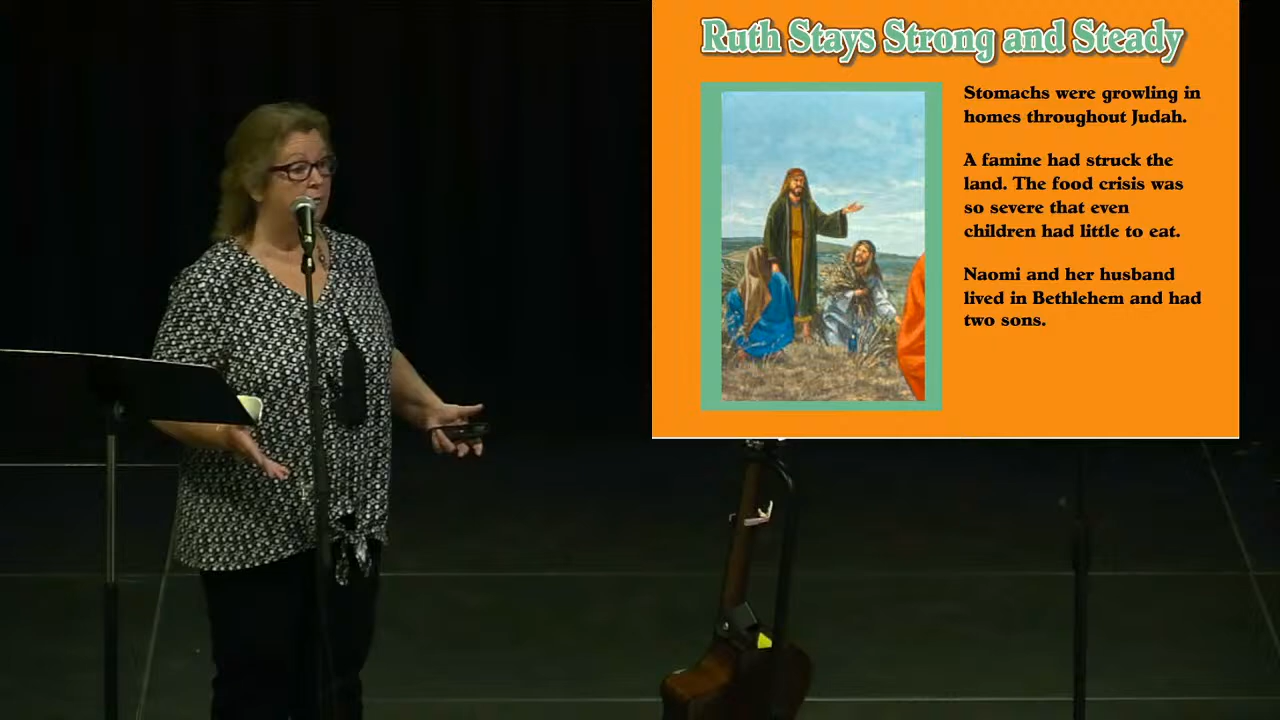 Ruth Stays Strong and Steady
Stomachs were growling in
homes throughout Judah.
A famine had struck the
land. The food crisis was
so severe that even
children had little to eat.
Naomi and her husband
lived in Bethlehem and had
two sons.